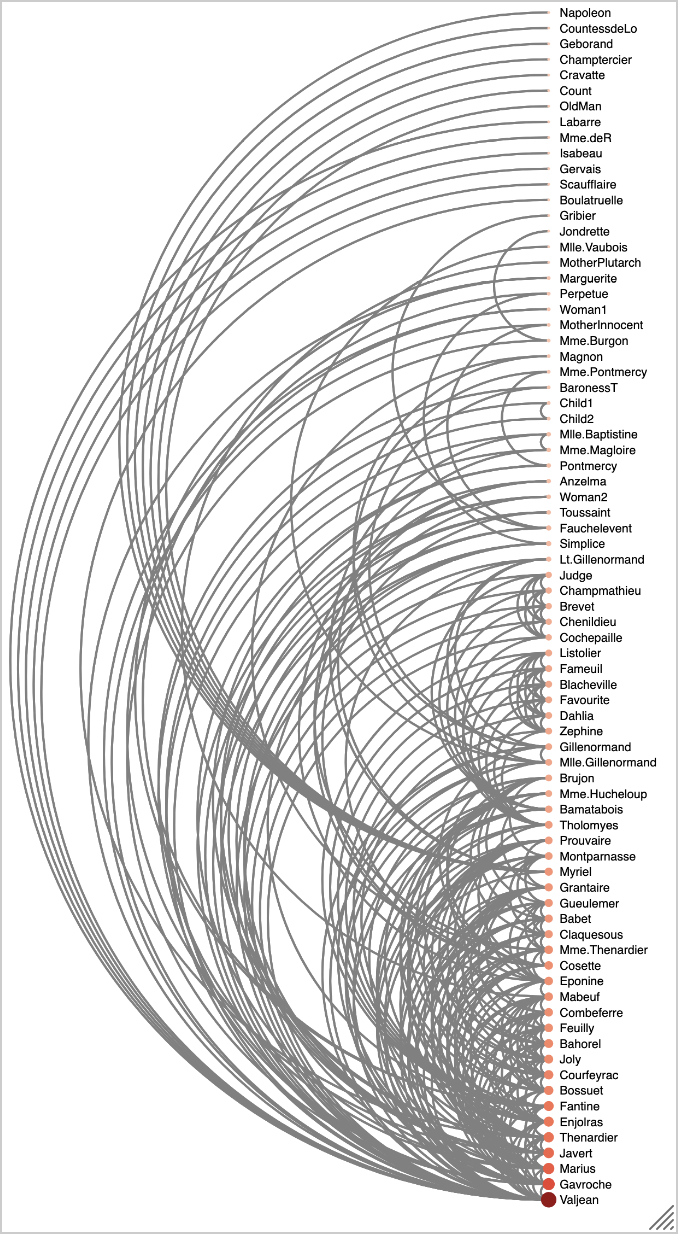 Napoleon
CountessdeLo
Geborand
Champtercier
Cravatte
Count
OldMan
Labarre
Mme.deR
Isabeau
Gervais
Scaufflaire
Boulatruelle
Gribier
Jondrette
Mlle.Vaubois
MotherPlutarch
Marguerite
Perpetue
Woman1
MotherInnocent
Mme.Burgon
Magnon
Mme.Pontmercy
BaronessT
Child1
Child2
Mlle.Baptistine
Mme.Magloire
Pontmercy
Anzelma
Woman2
Toussaint
Fauchelevent
Simplice
Lt.Gillenormand
Judge
Champmathieu
Brevet
Chenildieu
Cochepaille
Listolier
Fameuil
Blacheville
Favourite
Dahlia
Zephine
Gillenormand
Mlle.Gillenormand
Brujon
Mme.Hucheloup
Bamatabois
Tholomyes
Prouvaire
Montparnasse
Myriel
Grantaire
Gueulemer
Babet
Claquesous
Mme.Thenardier
Cosette
Eponine
Mabeuf
Combeferre
Feuilly
Bahorel
Joly
Courfeyrac
Bossuet
Fantine
Enjolras
Thenardier
Javert
Marius
Gavroche
Valjean